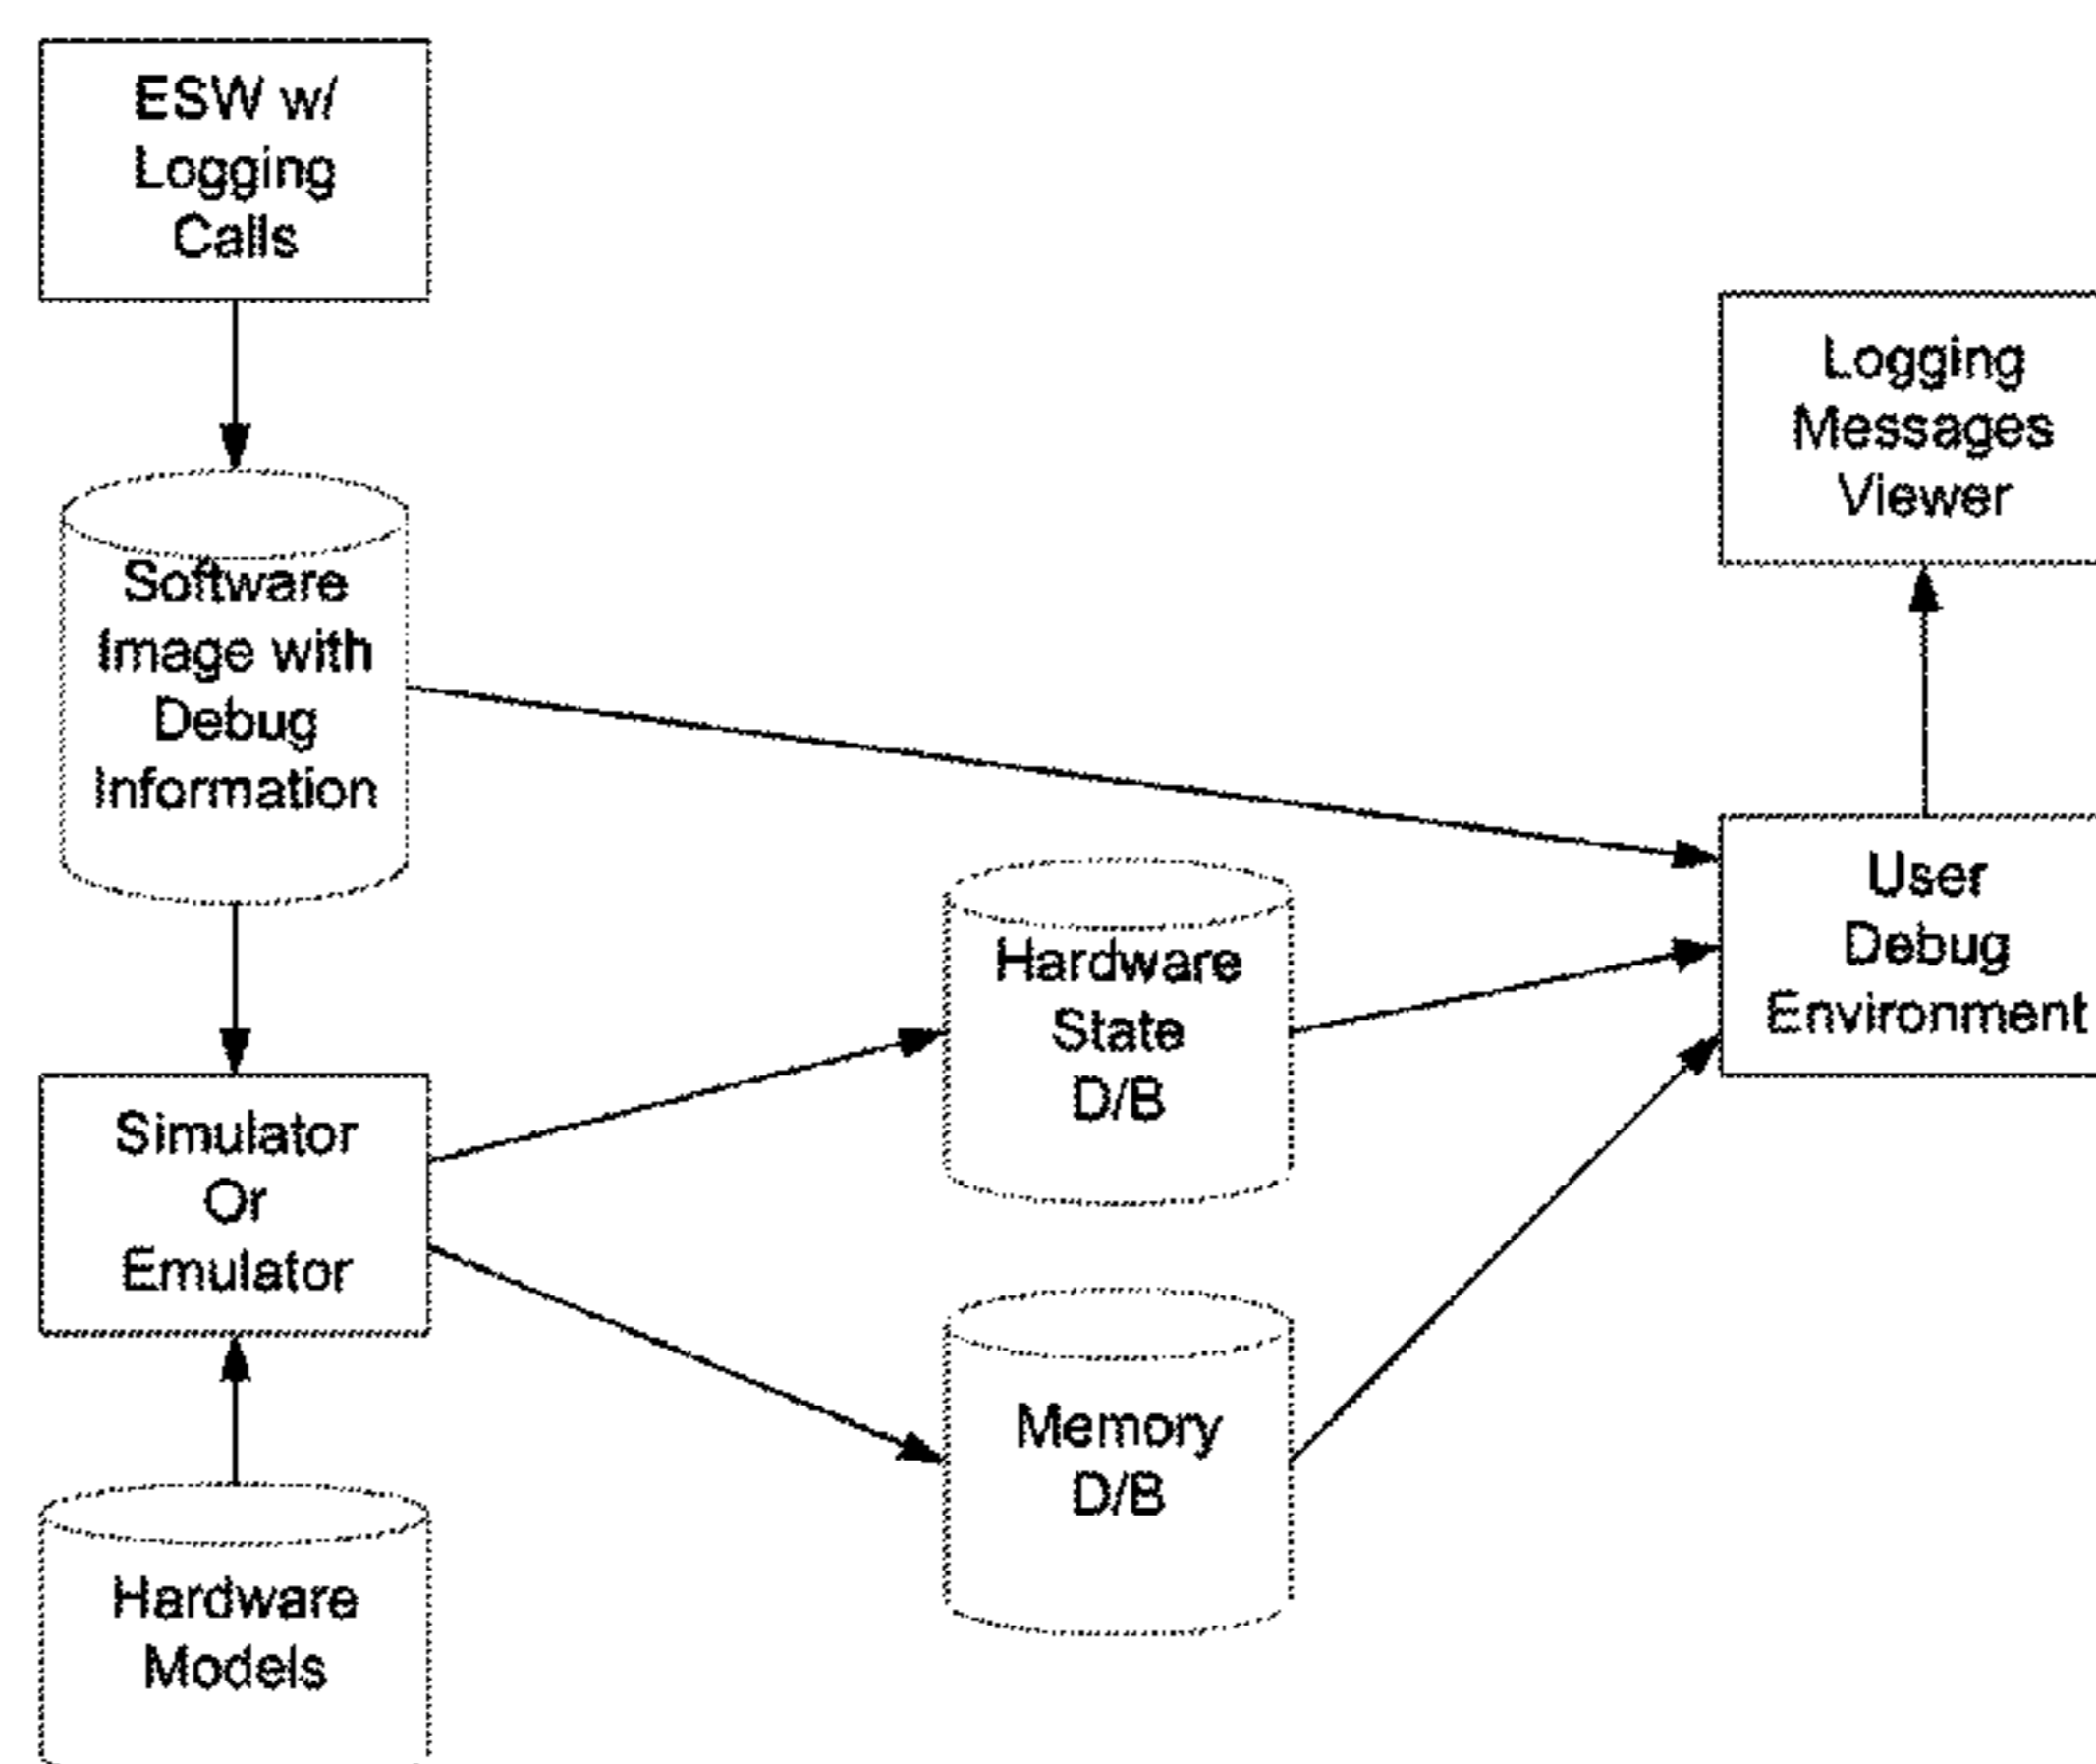 ESW w/
Logging
Calls
Logging
Messages
Viewer
Software
Image with
Debug
Information
User
Debug
Environment
Hardware
State
D/B
Simulator
Or
Emulator
Memory
D/B
Hardware
Models